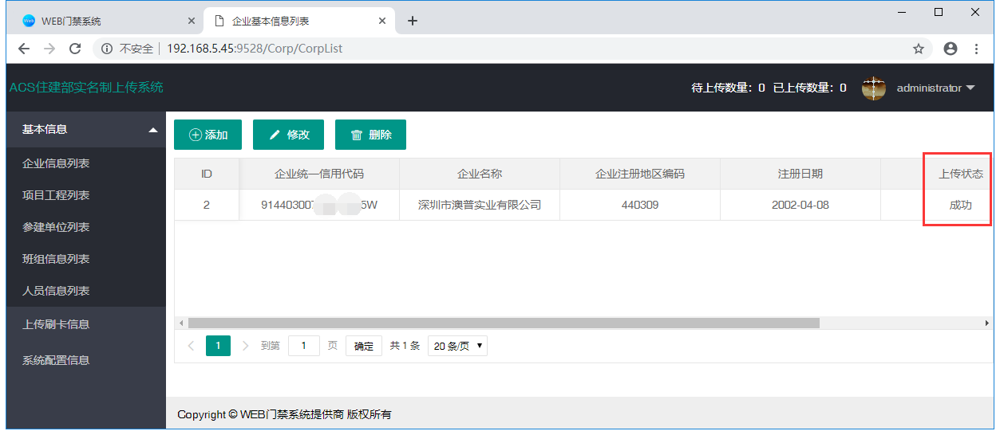 WEB门禁系统
企业基本信息列表
不安全 192.168.5.45:9528/Corp/CorpList
ACS住建部实名制上传系统
待上传数量：0 已上传数量：0 administrator
基本信息
企业信息列表
项目工程列表
参建单位列表
班组信息列表
人员信息列表
上传刷卡信息
系统配置信息
添加 修改 删除
ID 企业统一信用代码 企业名称 企业注册地区编码 注册日期 上传状态
2 91440300 5W 深圳市澳普实业有限公司 440309 2002-04-08 成功
1 到第 1 页 确定 共 1 条 20 条/页
Copyright © WEB门禁系统提供商 版权所有